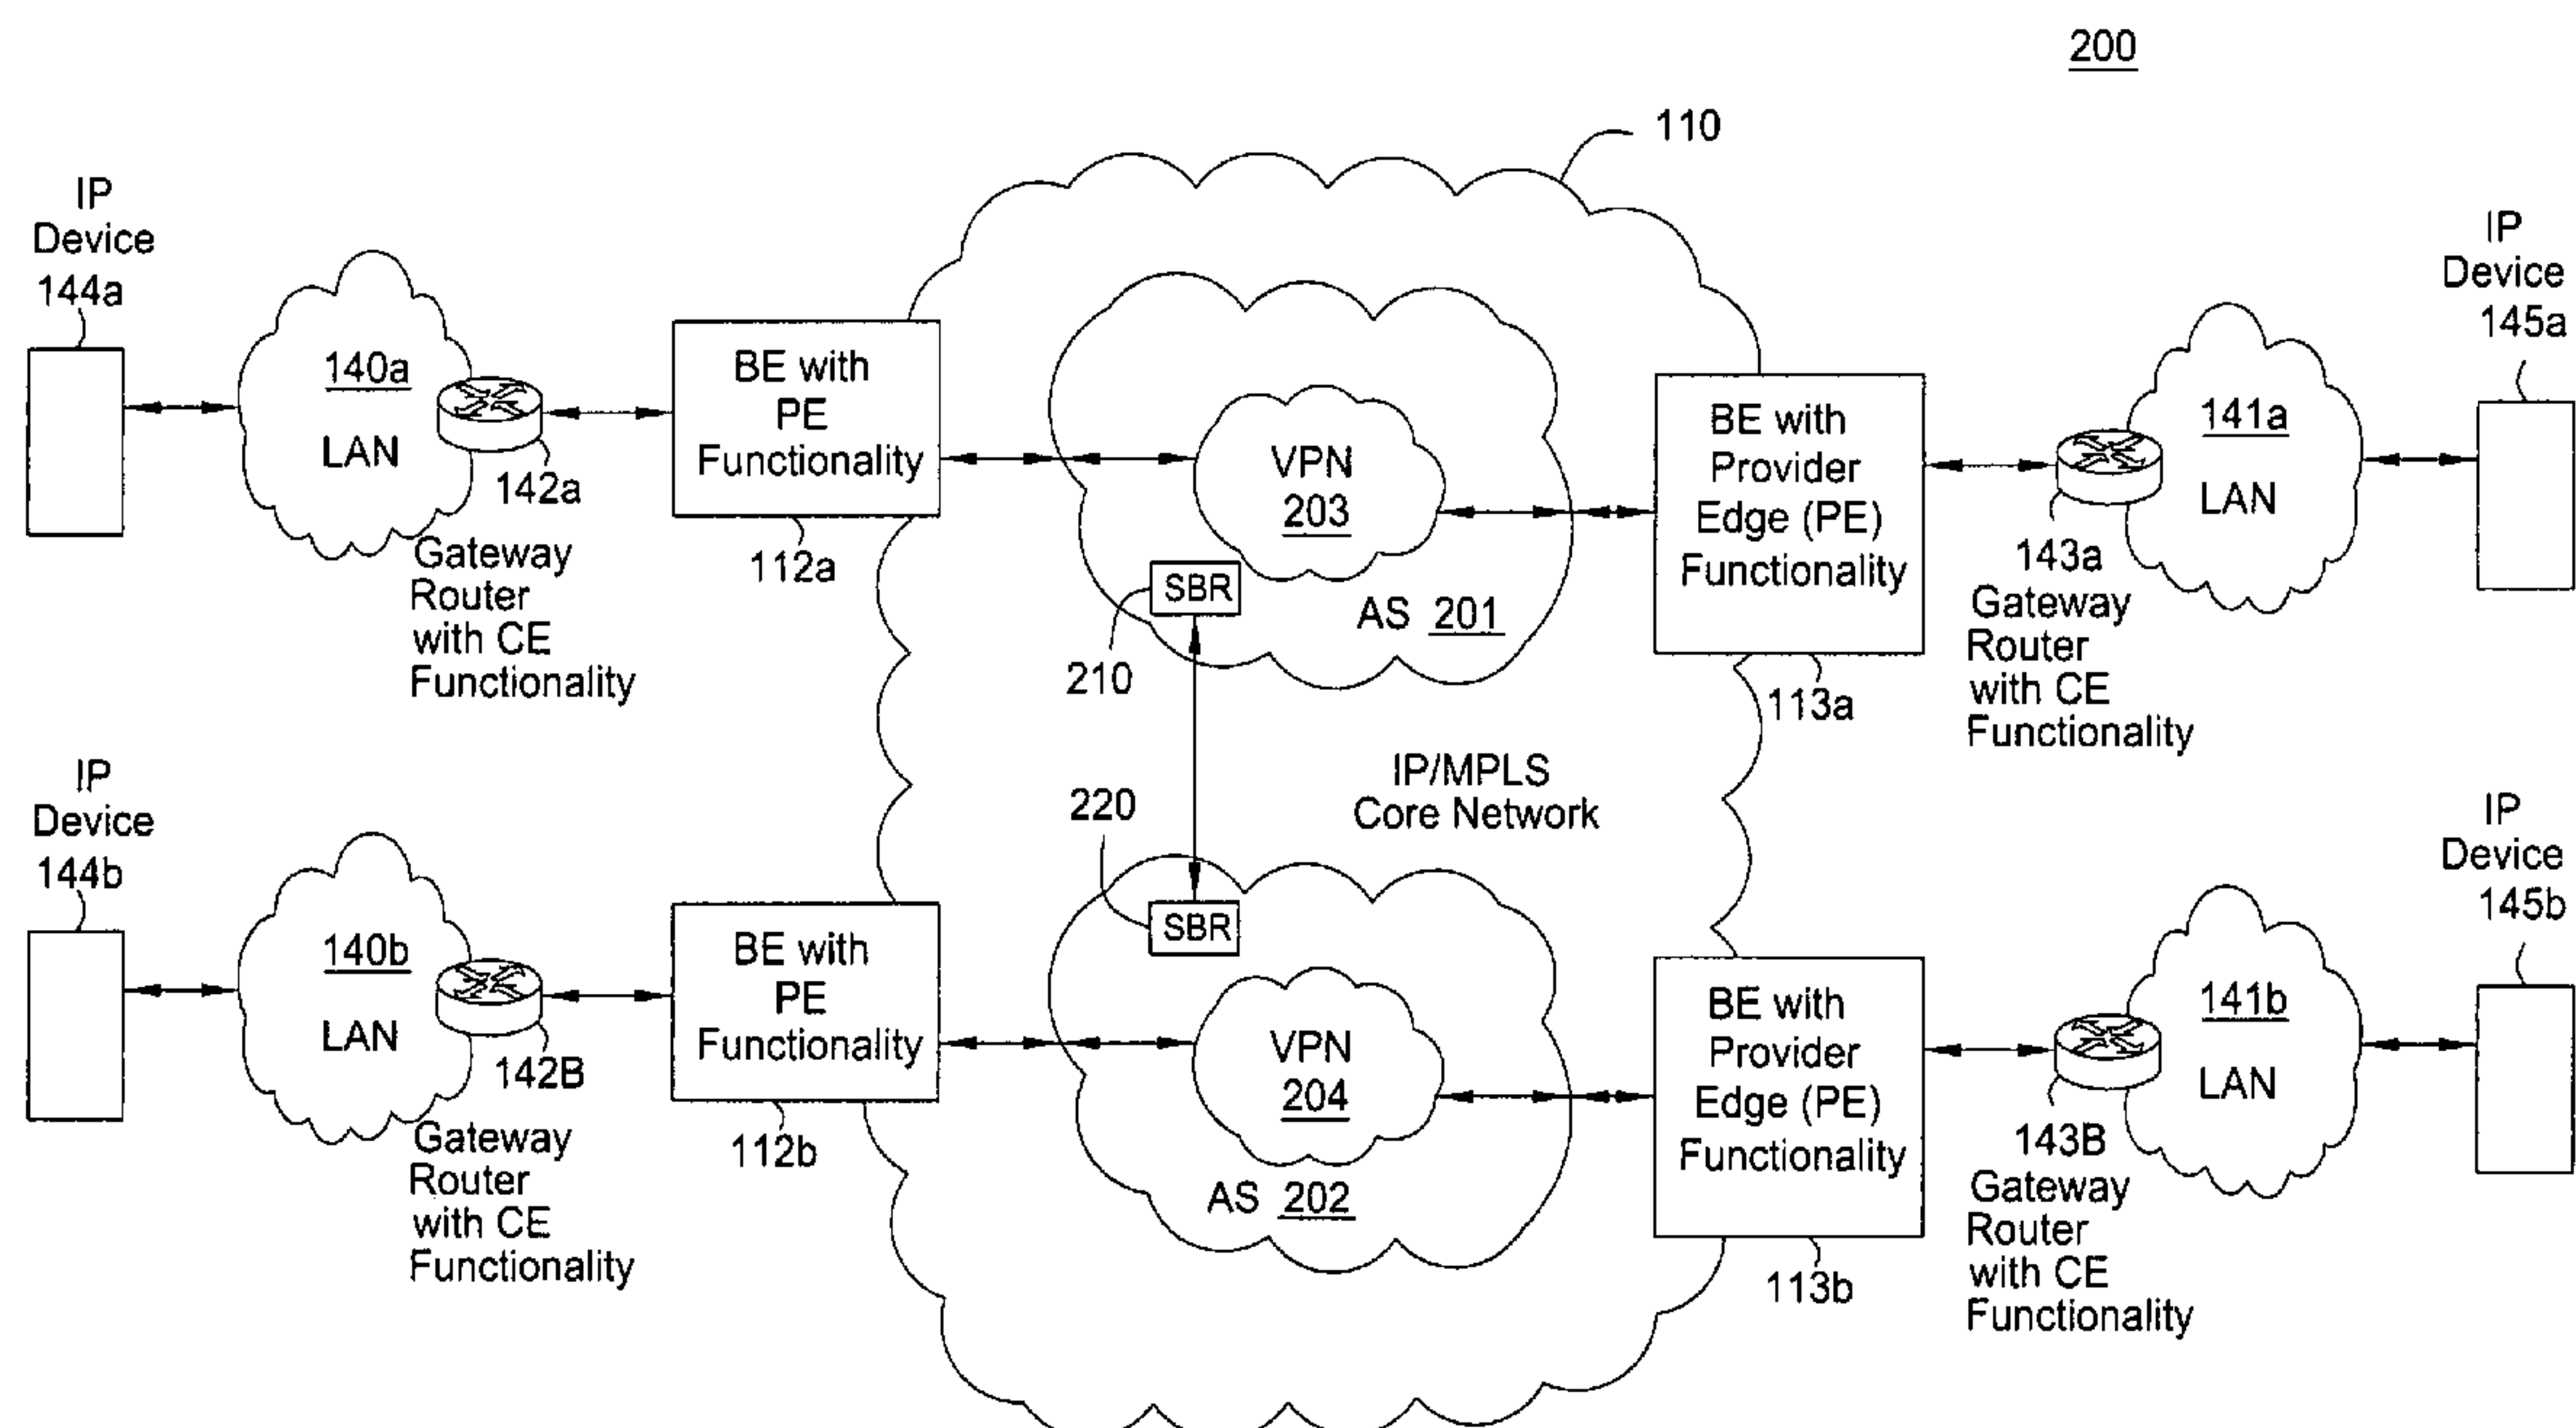 200
110
IP
Device
144a
140a
LAN
142a
Gateway
Router
with CE
Functionality
BE with
PE
Functionality
112a
VPN
203
SBR
210
AS 201
BE with
Provider
Edge (PE)
Functionality
113a
143a
Gateway
Router
with CE
Functionality
141a
LAN
IP
Device
145a
IP/MPLS
Core Network
IP
Device
144b
140b
LAN
142B
Gateway
Router
with CE
Functionality
BE with
PE
Functionality
112b
220
SBR
VPN
204
AS 202
BE with
Provider
Edge (PE)
Functionality
113b
143B
Gateway
Router
with CE
Functionality
141b
LAN
IP
Device
145b